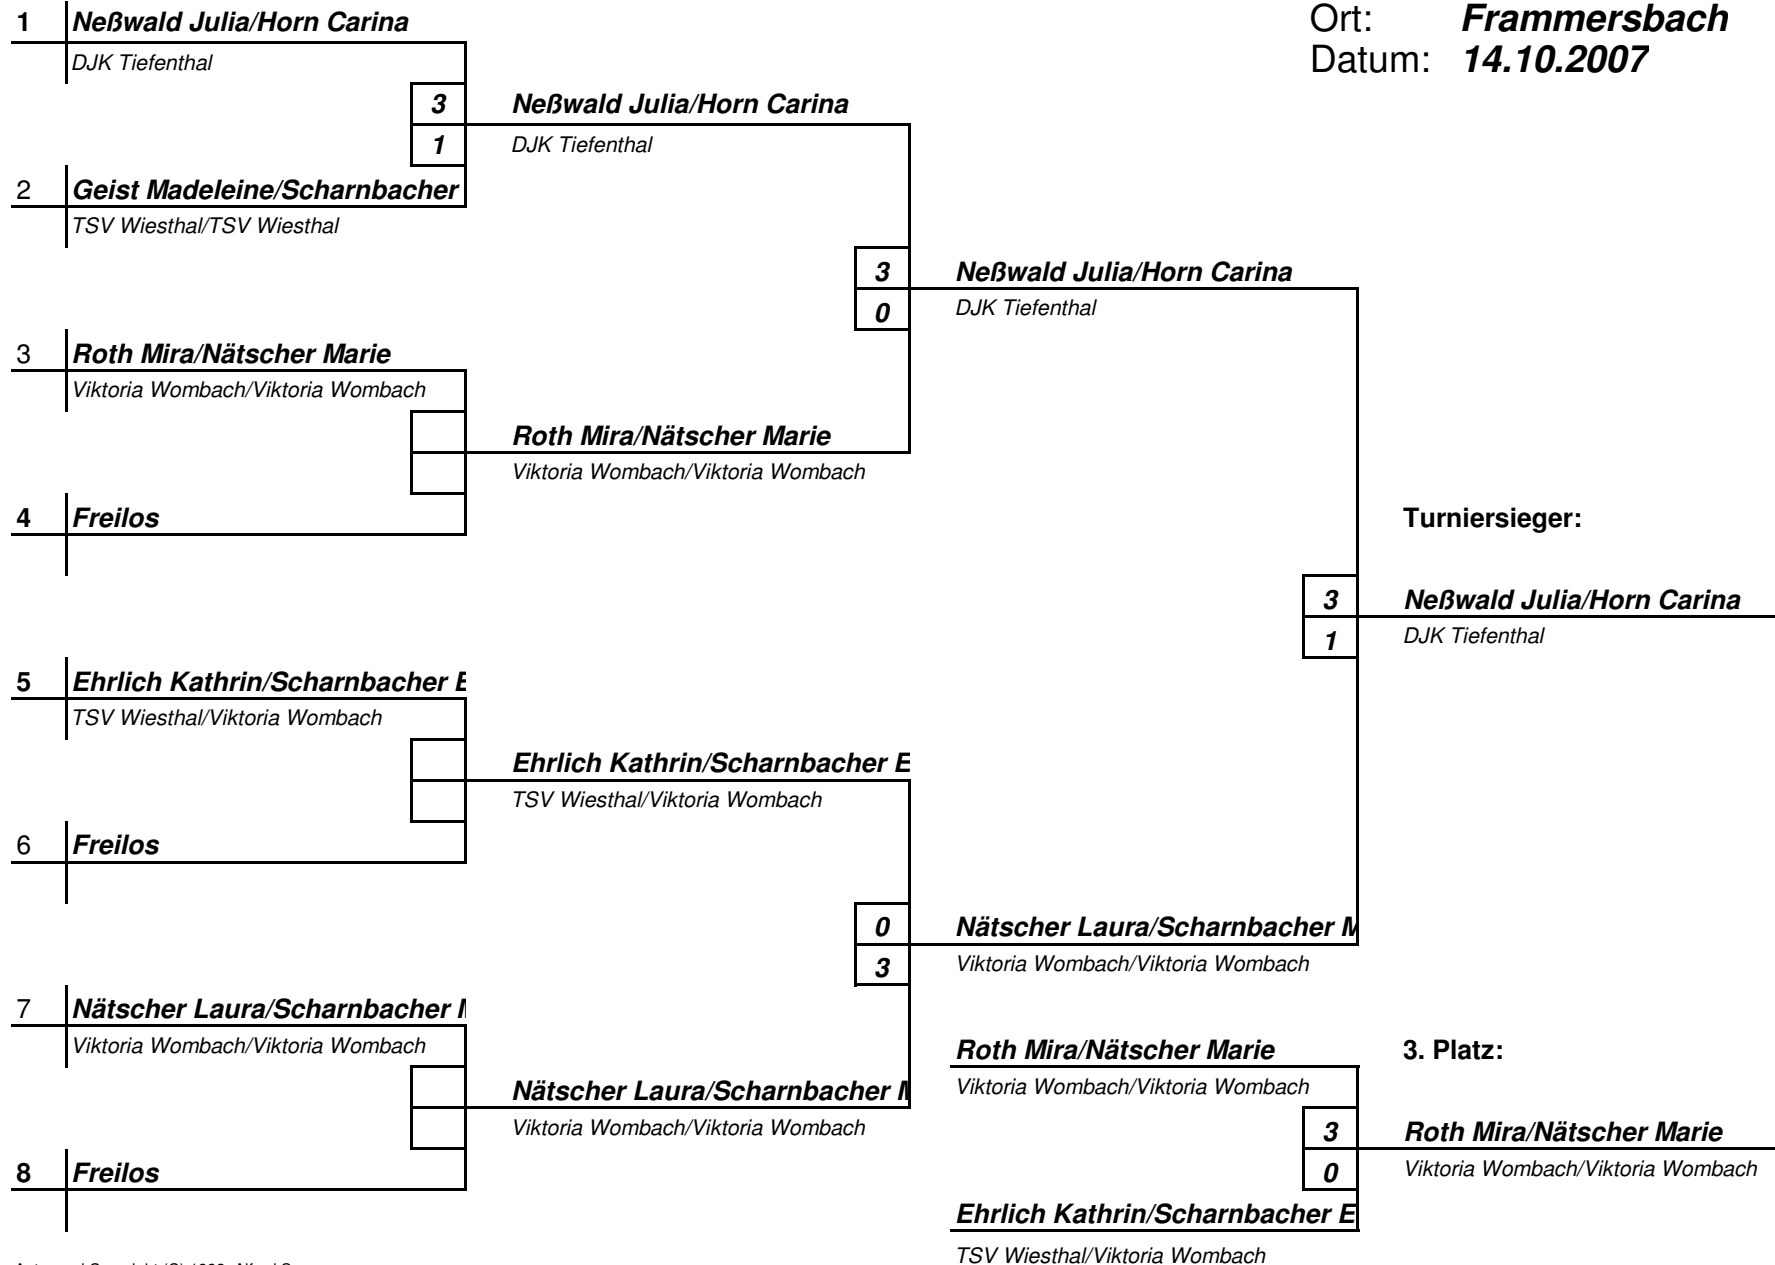 1 Neßwald Julia/Horn Carina
Ort: Frammersbach
DJK Tiefenthal
Datum: 14.10.2007
3 Neßwald Julia/Horn Carina
1 DJK Tiefenthal
2 Geist Madeleine/Scharnbacher
TSV Wiesthal/TSV Wiesthal
3 Neßwald Julia/Horn Carina
0 DJK Tiefenthal
3 Roth Mira/Nätscher Marie
Viktoria Wombach/Viktoria Wombach
Roth Mira/Nätscher Marie
Viktoria Wombach/Viktoria Wombach
4 Freilos
Turniersieger:
3 Neßwald Julia/Horn Carina
1 DJK Tiefenthal
5 Ehrlich Kathrin/Scharnbacher E
TSV Wiesthal/Viktoria Wombach
Ehrlich Kathrin/Scharnbacher E
TSV Wiesthal/Viktoria Wombach
6 Freilos
0 Nätscher Laura/Scharnbacher M
3 Viktoria Wombach/Viktoria Wombach
7 Nätscher Laura/Scharnbacher
Viktoria Wombach/Viktoria Wombach
Roth Mira/Nätscher Marie
3. Platz:
Viktoria Wombach/Viktoria Wombach
Nätscher Laura/Scharnbacher
Viktoria Wombach/Viktoria Wombach
3 Roth Mira/Nätscher Marie
0 Viktoria Wombach/Viktoria Wombach
8 Freilos
Ehrlich Kathrin/Scharnbacher E
TSV Wiesthal/Viktoria Wombach